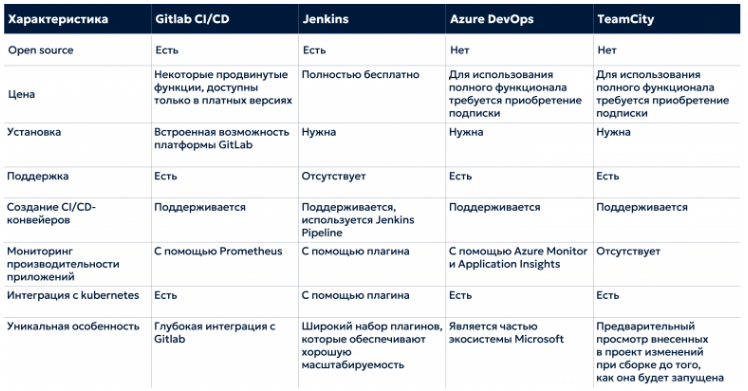 Характеристика Gitlab CI/CD Jenkins Azure DevOps TeamCity
Open source Есть Есть Нет Нет
Цена
Некоторые продвинутые
функции, доступны
только в платных версиях
Полностью бесплатно
Для использования
полного функционала
требуется приобретение
подписки
Для использования
полного функционала
требуется приобретение
подписки
Установка
Встроенная возможность
платформы GitLab
Нужна
Нужна
Нужна
Поддержка Есть Отсутствует Есть Есть
Создание CI/CD-
конвейеров
Поддерживается
Поддерживается,
используется Jenkins
Pipeline
Поддерживается
Поддерживается
Мониторинг
производительности
приложений
С помощью Prometheus
С помощью плагина
С помощью Azure Monitor
и Application Insights
Отсутствует
Интеграция с kubernetes Есть С помощью плагина Есть Есть
Уникальная особенность
Глубокая интеграция с
Gitlab
Широкий набор плагинов,
которые обеспечивают
хорошую
масштабируемость
Является частью
экосистемы Microsoft
Предварительный
просмотр внесенных
в проект изменений
при сборке до того,
как она будет запущена